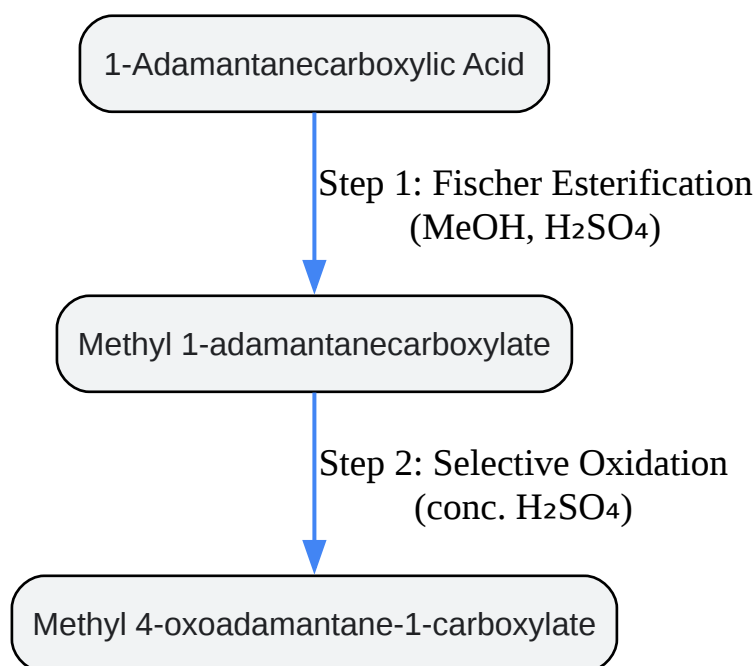 1-Adamantanecarboxylic Acid
Step 1: Fischer Esterification
(MeOH, H₂SO₄)
Methyl 1-adamantanecarboxylate
Step 2: Selective Oxidation
(conc. H₂SO₄)
Methyl 4-oxoadamantane-1-carboxylate